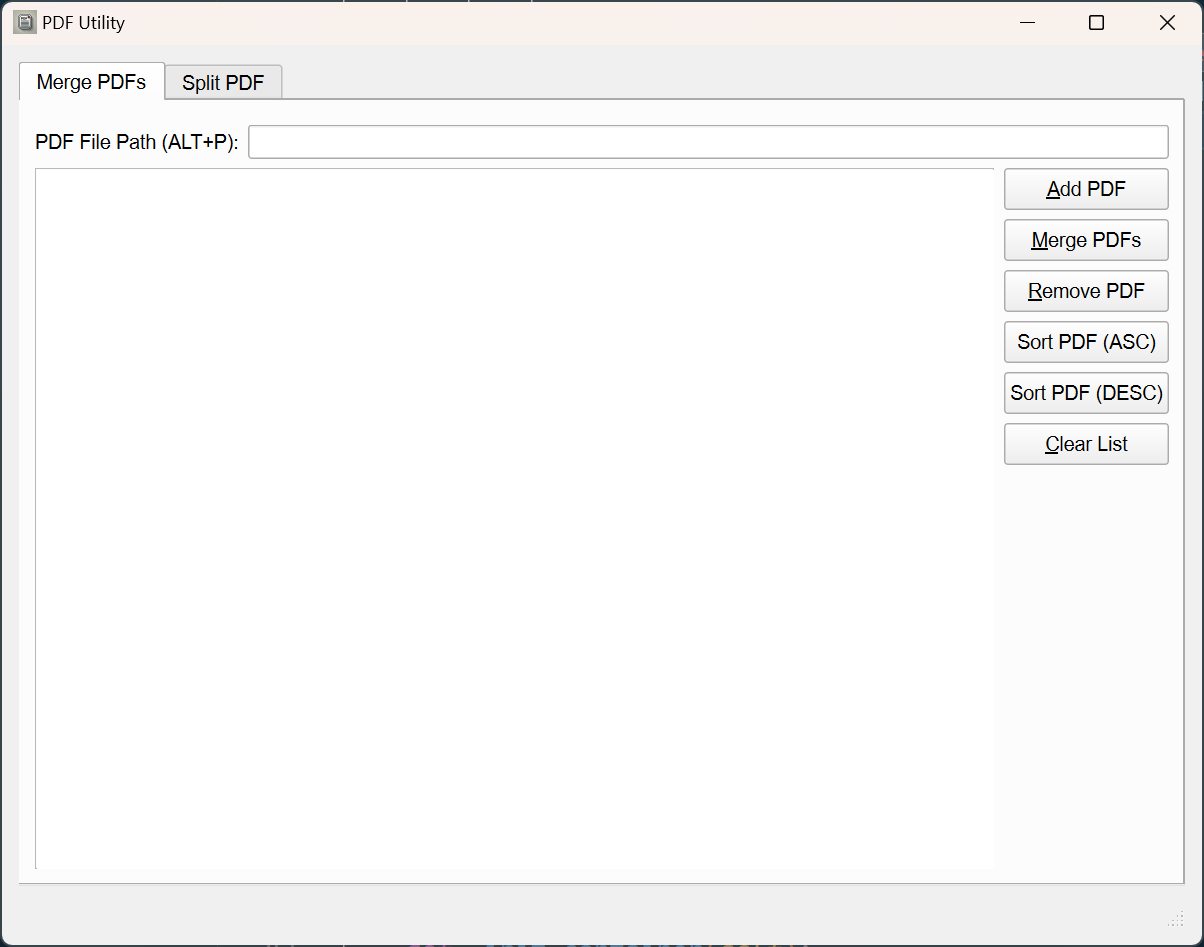 PDF Utility
Merge PDFs
Split PDF
PDF File Path (ALT+P):
Add PDF
Merge PDFs
Remove PDF
Sort PDF (ASC)
Sort PDF (DESC)
Clear List